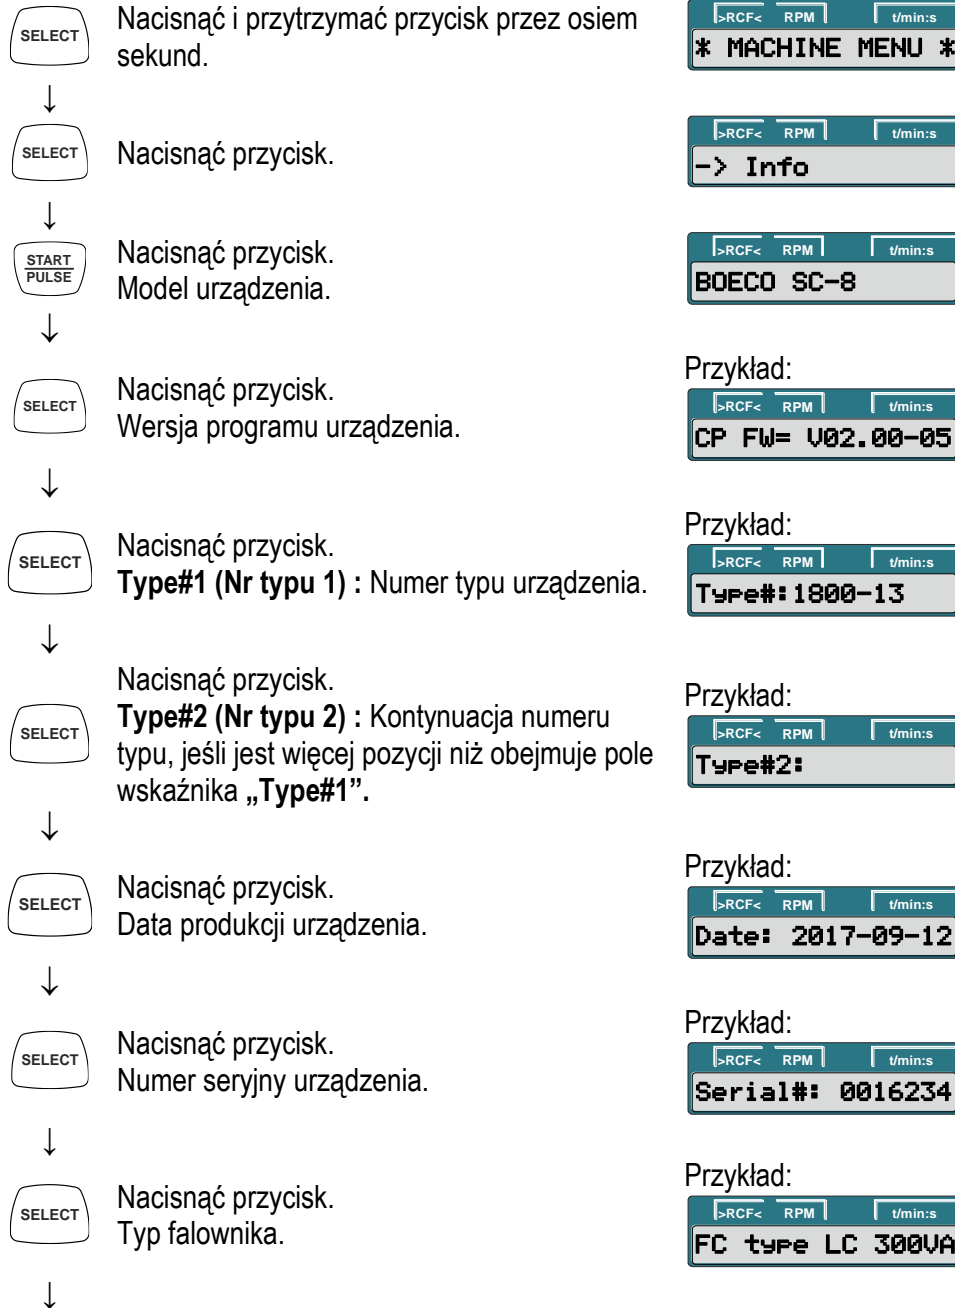 SELECT
Nacisnąć i przytrzymać przycisk przez osiem
sekund.
>RCF< RPM t/min:s
* MACHINE MENU *
↓
SELECT
Nacisnąć przycisk.
>RCF< RPM t/min:s
-> Info
↓
START
PULSE
Nacisnąć przycisk.
Model urządzenia.
>RCF< RPM t/min:s
BOECO SC-8
↓
SELECT
Nacisnąć przycisk.
Wersja programu urządzenia.
Przykład:
>RCF< RPM t/min:s
CP FW= V02.00-05
↓
SELECT
Nacisnąć przycisk.
Type#1 (Nr typu 1) : Numer typu urządzenia.
Przykład:
>RCF< RPM t/min:s
Type#:1800-13
↓
SELECT
Nacisnąć przycisk.
Type#2 (Nr typu 2) : Kontynuacja numeru
typu, jeśli jest więcej pozycji niż obejmuje pole
wskaźnika „Type#1”.
Przykład:
>RCF< RPM t/min:s
Type#2:
↓
SELECT
Nacisnąć przycisk.
Data produkcji urządzenia.
Przykład:
>RCF< RPM t/min:s
Date: 2017-09-12
↓
SELECT
Nacisnąć przycisk.
Numer seryjny urządzenia.
Przykład:
>RCF< RPM t/min:s
Serial#: 0016234
↓
SELECT
Nacisnąć przycisk.
Typ falownika.
Przykład:
>RCF< RPM t/min:s
FC type LC 300VA
↓